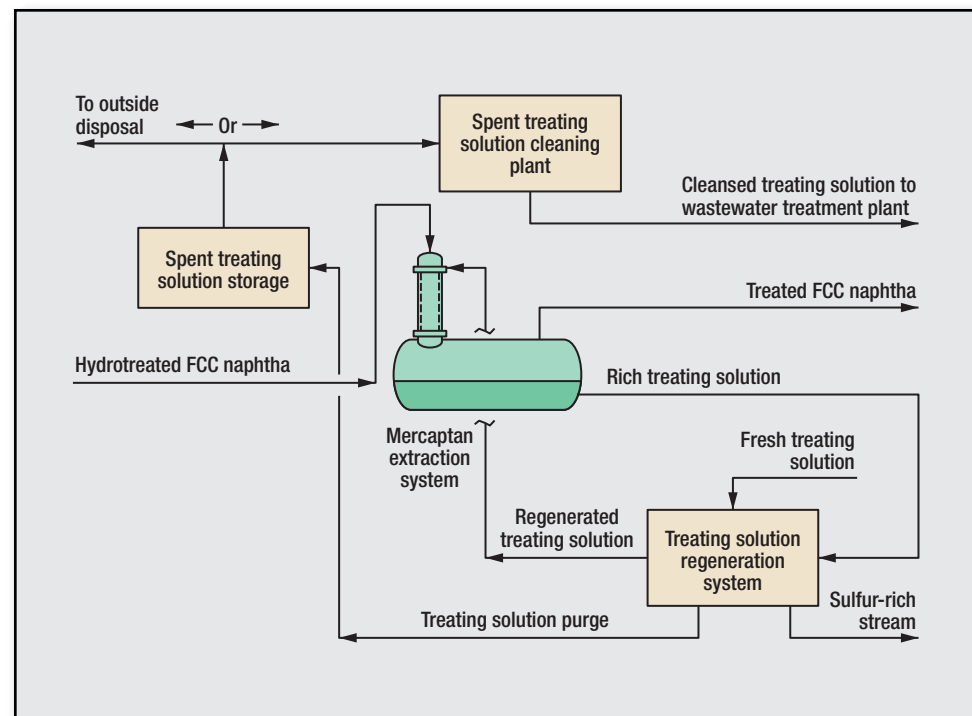 To outside
disposal
Or
Spent treating
solution cleaning
plant
Cleansed treating solution to
wastewater treatment plant
Spent treating
solution storage
Treated FCC naphtha
Hydrotreated FCC naphtha
Rich treating solution
Mercaptan
extraction
system
Fresh treating
solution
Regenerated
treating solution
Treating solution
regeneration
system
Sulfur-rich
stream
Treating solution purge